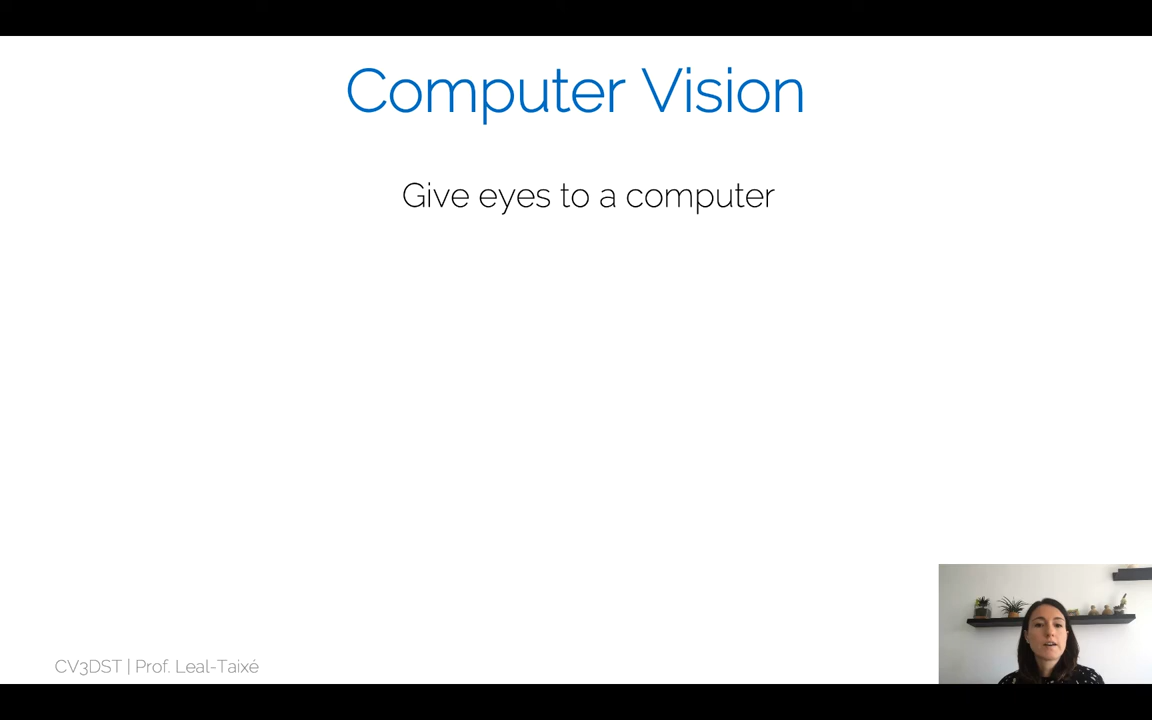 Computer Vision
Give eyes to a computer
CV3DST | Prof. Leal-Taixé